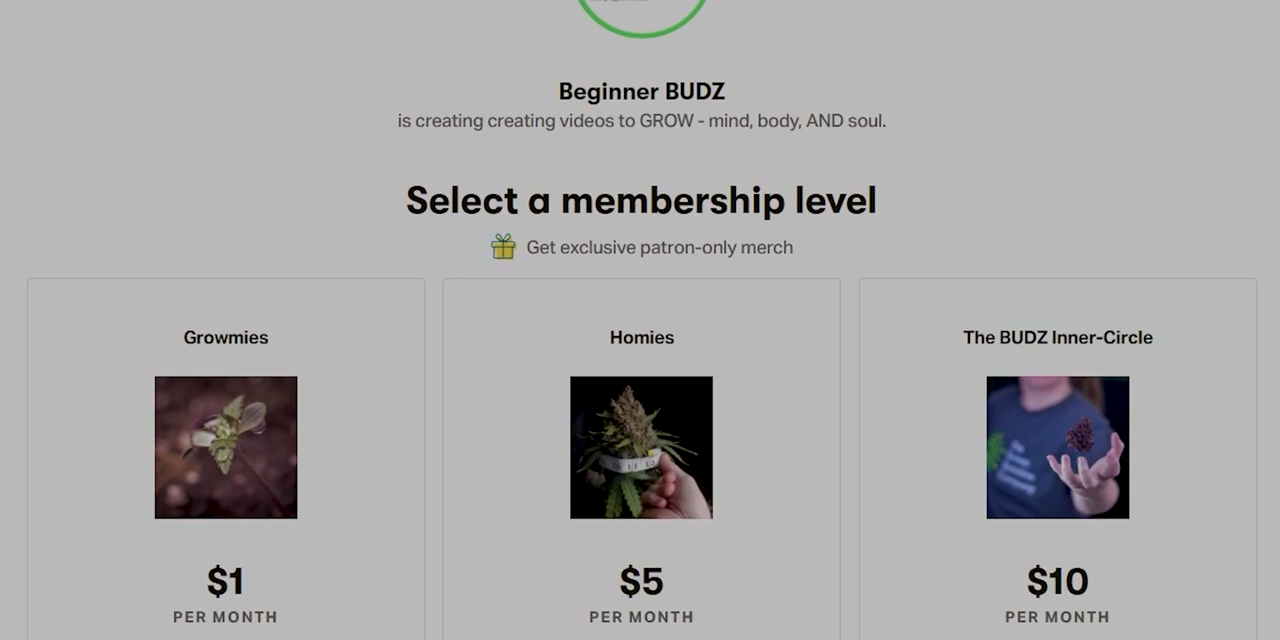 Beginner BUDZ
is creating creating videos to GROW - mind, body, AND soul.
Select a membership level
Get exclusive patron-only merch
Growmies
Homies
The BUDZ Inner-Circle
$1
$5
$10
PER MONTH
PER MONTH
PER MONTH